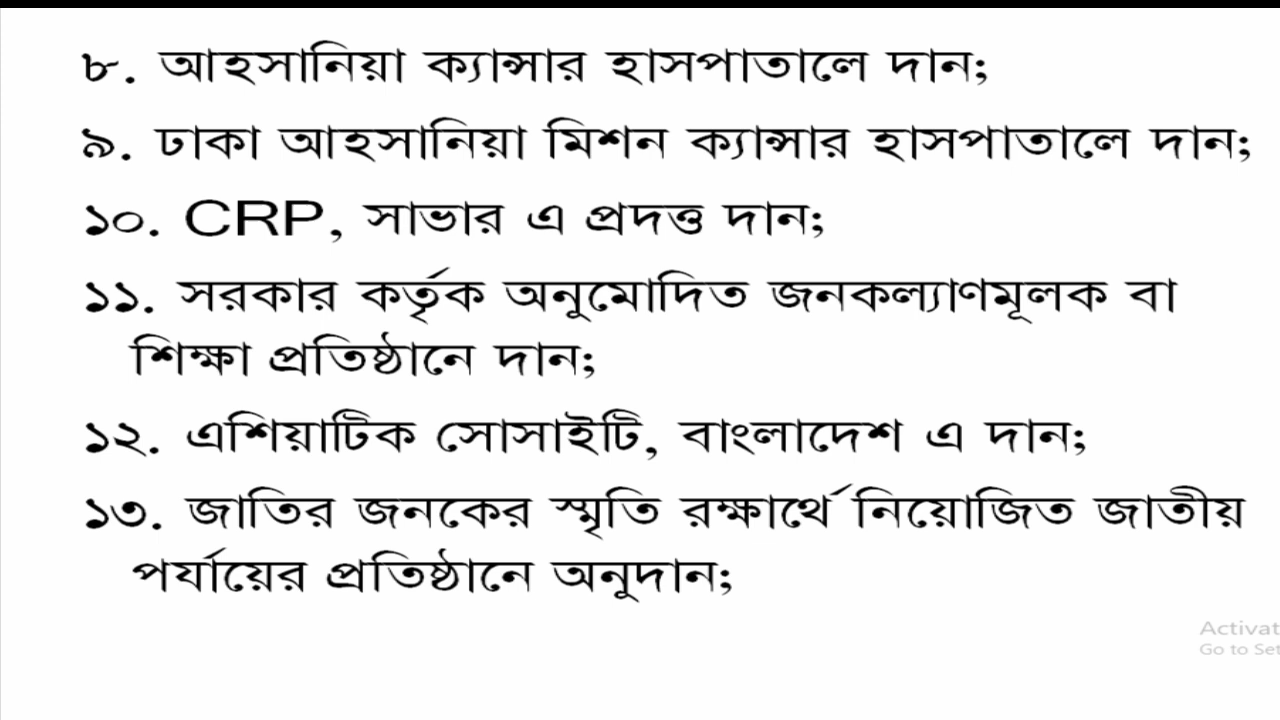 ৮. আহসানিয়া ক্যান্সার হাসপাতালে দান;
৯. ঢাকা আহসানিয়া মিশন ক্যান্সার হাসপাতালে দান;
১০. CRP, সাভার এ প্রদত্ত দান;
১১. সরকার কর্তৃক অনুমোদিত জনকল্যাণমূলক বা
শিক্ষা প্রতিষ্ঠানে দান;
১২. এশিয়াটিক সোসাইটি, বাংলাদেশ এ দান;
১৩. জাতির জনকের স্মৃতি রক্ষার্থে নিয়োজিত জাতীয়
পর্যায়ের প্রতিষ্ঠানে অনুদান;
Activat
Go to Set